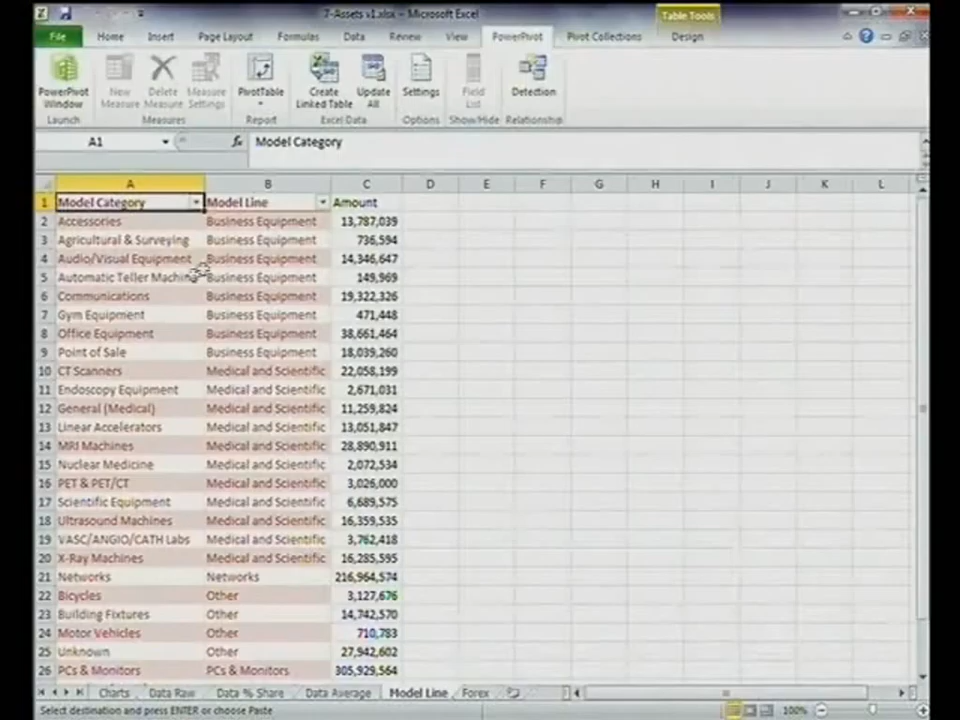 7-Assets v1.xlsx - Microsoft Excel
Table Tools
File Home Insert Page Layout Formulas Data Review View PowerPivot Pivot Collections Design
PowerPivot Window New Measure Delete Measure Measure Settings PivotTable Create Linked Table Update All Settings Field List Detection
Launch Measures Report Excel Data Options Show/Hide Relationship
A1 fx Model Category
A B C D E F G H I J K L
1 Model Category Model Line Amount
2 Accessories Business Equipment 13,787,039
3 Agricultural & Surveying Business Equipment 736,594
4 Audio/Visual Equipment Business Equipment 14,346,647
5 Automatic Teller Machine Business Equipment 149,969
6 Communications Business Equipment 19,322,326
7 Gym Equipment Business Equipment 471,448
8 Office Equipment Business Equipment 38,661,464
9 Point of Sale Business Equipment 18,039,260
10 CT Scanners Medical and Scientific 22,058,199
11 Endoscopy Equipment Medical and Scientific 2,671,031
12 General (Medical) Medical and Scientific 11,259,824
13 Linear Accelerators Medical and Scientific 13,051,847
14 MRI Machines Medical and Scientific 28,890,911
15 Nuclear Medicine Medical and Scientific 2,072,534
16 PET & PET/CT Medical and Scientific 3,026,000
17 Scientific Equipment Medical and Scientific 6,689,575
18 Ultrasound Machines Medical and Scientific 16,359,535
19 VASC/ANGIO/CATH Labs Medical and Scientific 3,762,418
20 X-Ray Machines Medical and Scientific 16,285,595
21 Networks Networks 216,964,574
22 Bicycles Other 3,127,676
23 Building Fixtures Other 14,742,570
24 Motor Vehicles Other 710,783
25 Unknown Other 27,942,602
26 PCs & Monitors PCs & Monitors 305,929,564
Charts Data Raw Data % Share Data Average Model Line Forex
Select destination and press ENTER or choose Paste 100%